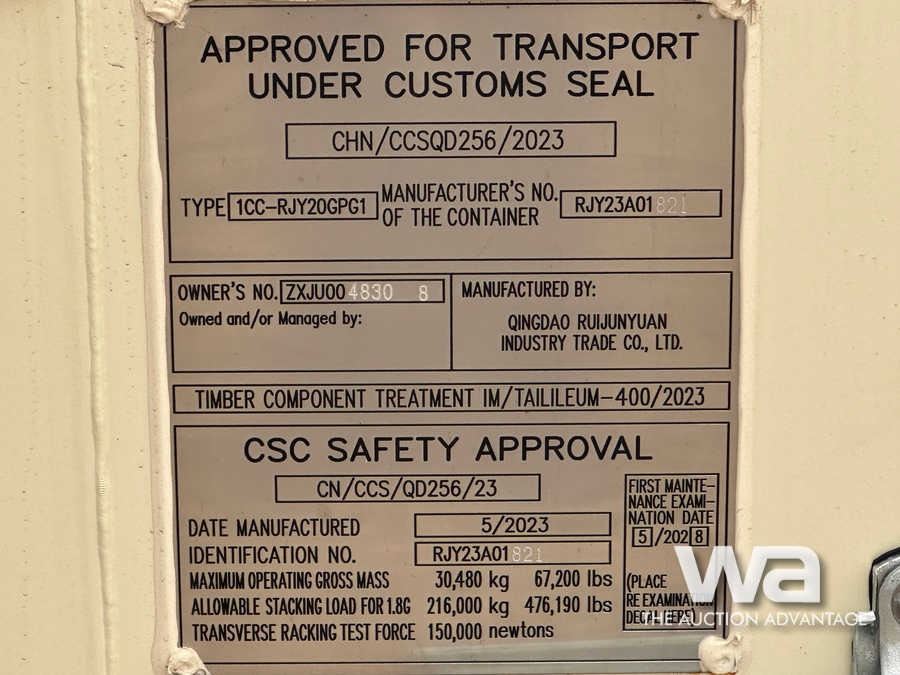 APPROVED FOR TRANSPORT
UNDER CUSTOMS SEAL
CHN/CCSQD256/2023
TYPE 1CC-RJY20GPG1 MANUFACTURER'S NO. OF THE CONTAINER RJY23A01821
OWNER'S NO. ZXJU004830 8
Owned and/or Managed by:
MANUFACTURED BY:
QINGDAO RUIJUNYUAN
INDUSTRY TRADE CO., LTD.
TIMBER COMPONENT TREATMENT IM/TAILILEUM-400/2023
CSC SAFETY APPROVAL
CN/CCS/QD256/23
DATE MANUFACTURED 5/2023
IDENTIFICATION NO. RJY23A01821
MAXIMUM OPERATING GROSS MASS 30,480 kg 67,200 lbs
ALLOWABLE STACKING LOAD FOR 1.8G 216,000 kg 476,190 lbs
TRANSVERSE RACKING TEST FORCE 150,000 newtons
FIRST MAINTE-
NANCE EXAMI-
NATION DATE
5/2028
(PLACE
RE EXAMINATION
DECAL HERE)
wa
THE AUCTION ADVANTAGE